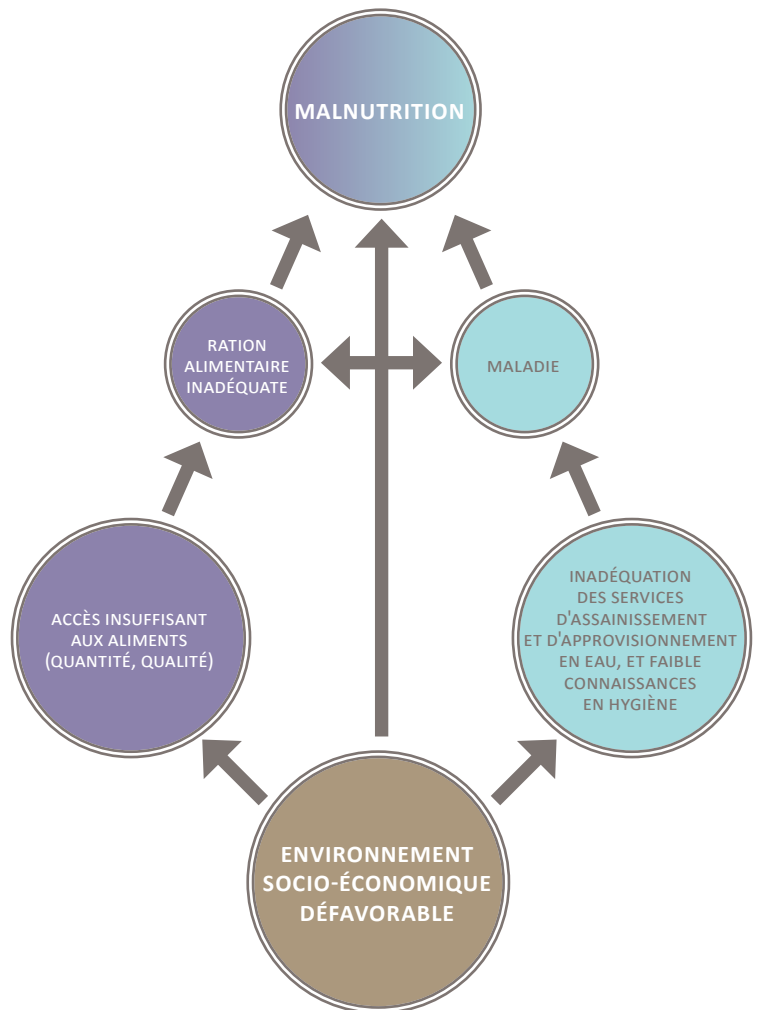 MALNUTRITION
RATION
ALIMENTAIRE
INADÉQUATE
MALADIE
ACCÈS INSUFFISANT
AUX ALIMENTS
(QUANTITÉ, QUALITÉ)
INADÉQUATION
DES SERVICES
D'ASSAINISSEMENT
ET D'APPROVISIONNEMENT
EN EAU, ET FAIBLE
CONNAISSANCES
EN HYGIÈNE
ENVIRONNEMENT
SOCIO-ÉCONOMIQUE
DÉFAVORABLE